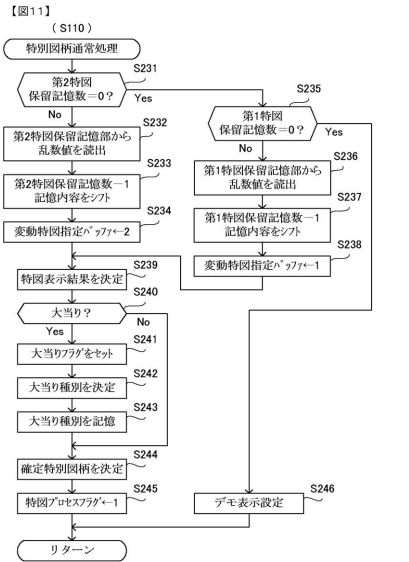 【図11】
(S110)
特別図柄通常処理
S231
第2特図
保留記憶数=0?
Yes
No
S232
第2特図保留記憶部から
乱数値を読出
S233
第2特図保留記憶数-1
記憶内容をシフト
S234
変動特図指定ﾊﾞｯﾌｧ←2
S235
第1特図
保留記憶数=0?
Yes
No
S236
第1特図保留記憶部から
乱数値を読出
S237
第1特図保留記憶数-1
記憶内容をシフト
S238
変動特図指定ﾊﾞｯﾌｧ←1
S239
特図表示結果を決定
S240
大当り?
No
Yes
S241
大当りフラグをセット
S242
大当り種別を決定
S243
大当り種別を記憶
S244
確定特別図柄を決定
S245
特図ﾌﾟﾛｾｽﾌﾗｸﾞ←1
S246
デモ表示設定
リターン